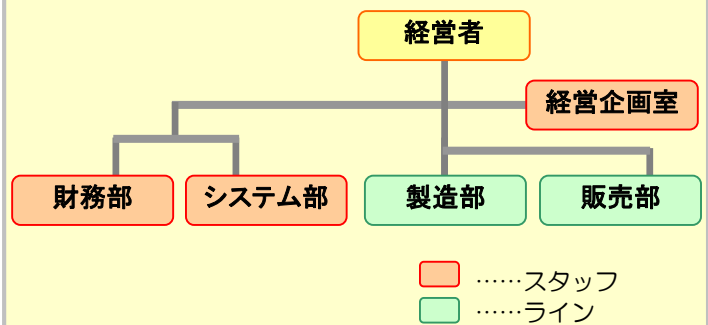 経営者
経営企画室
財務部
システム部
製造部
販売部
……スタッフ
……ライン